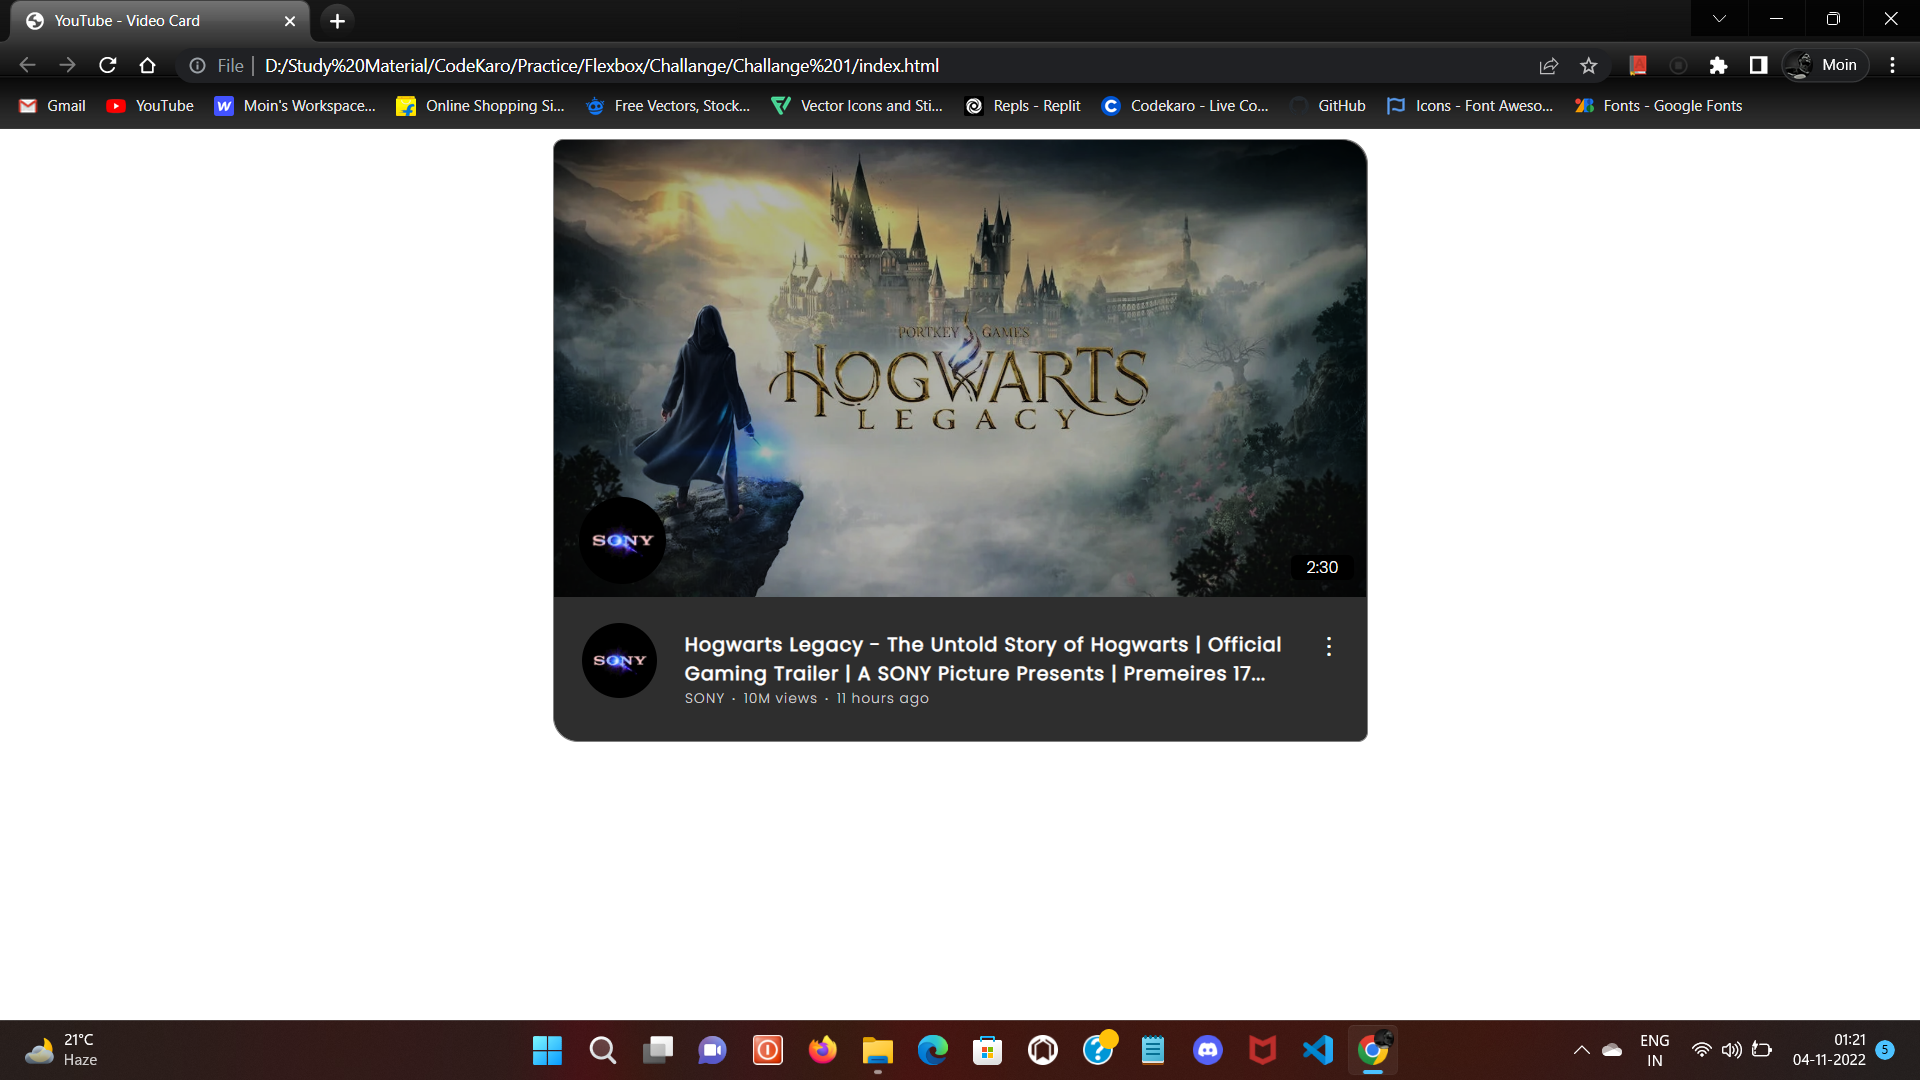 YouTube - Video Card
File
D:/Study%20Material/CodeKaro/Practice/Flexbox/Challange/Challange%201/index.html
Moin
Gmail
YouTube
Moin's Workspace...
Online Shopping Si...
Free Vectors, Stock...
Vector Icons and Sti...
Repls - Replit
Codekaro - Live Co...
GitHub
Icons - Font Aweso...
Fonts - Google Fonts
PORTKEY GAMES
HOGWARTS
LEGACY
SONY
2:30
SONY
Hogwarts Legacy - The Untold Story of Hogwarts | Official
Gaming Trailer | A SONY Picture Presents | Premeires 17...
SONY • 10M views • 11 hours ago
21°C
Haze
ENG
IN
01:21
04-11-2022
5